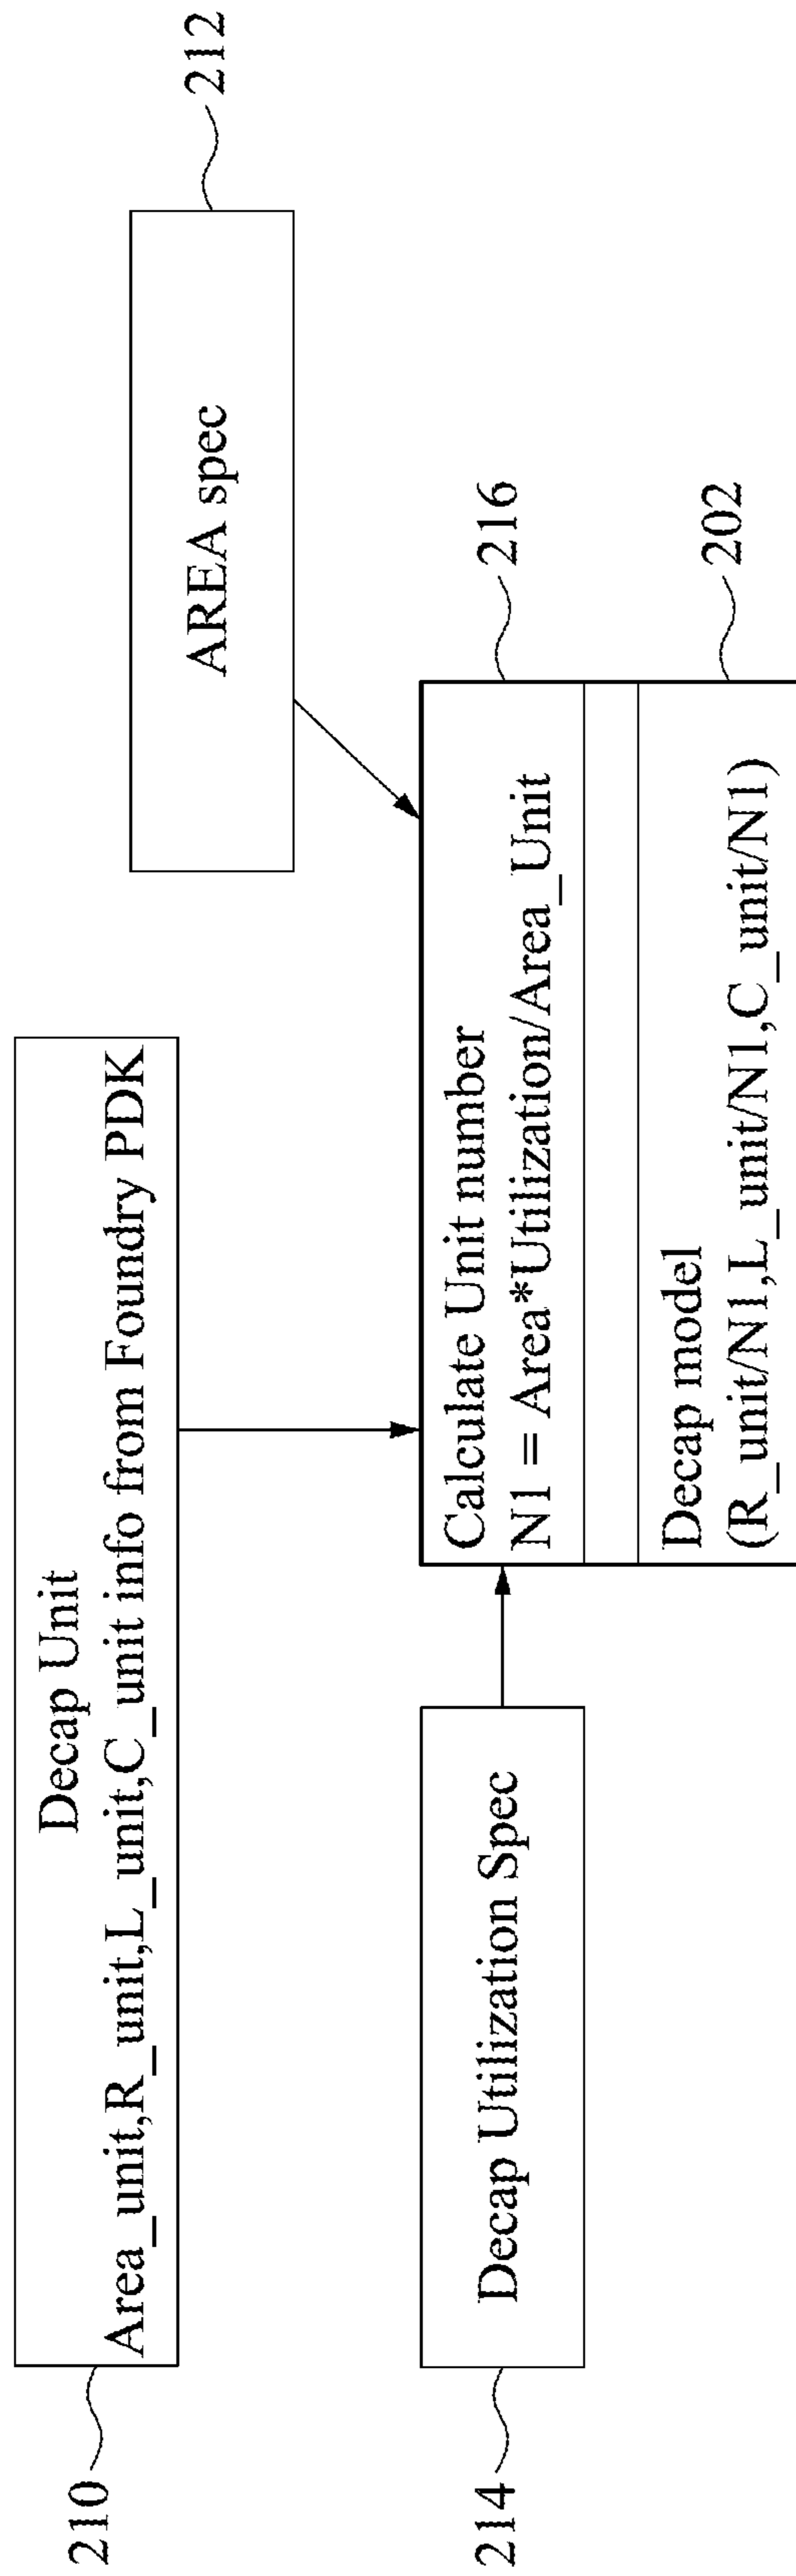 210
Decap Unit
Area_unit,R_unit,L_unit,C_unit info from Foundry PDK
AREA spec
212
214
Decap Utilization Spec
Calculate Unit number
N1 = Area*Utilization/Area_Unit
216
Decap model
(R_unit/N1,L_unit/N1,C_unit/N1)
202